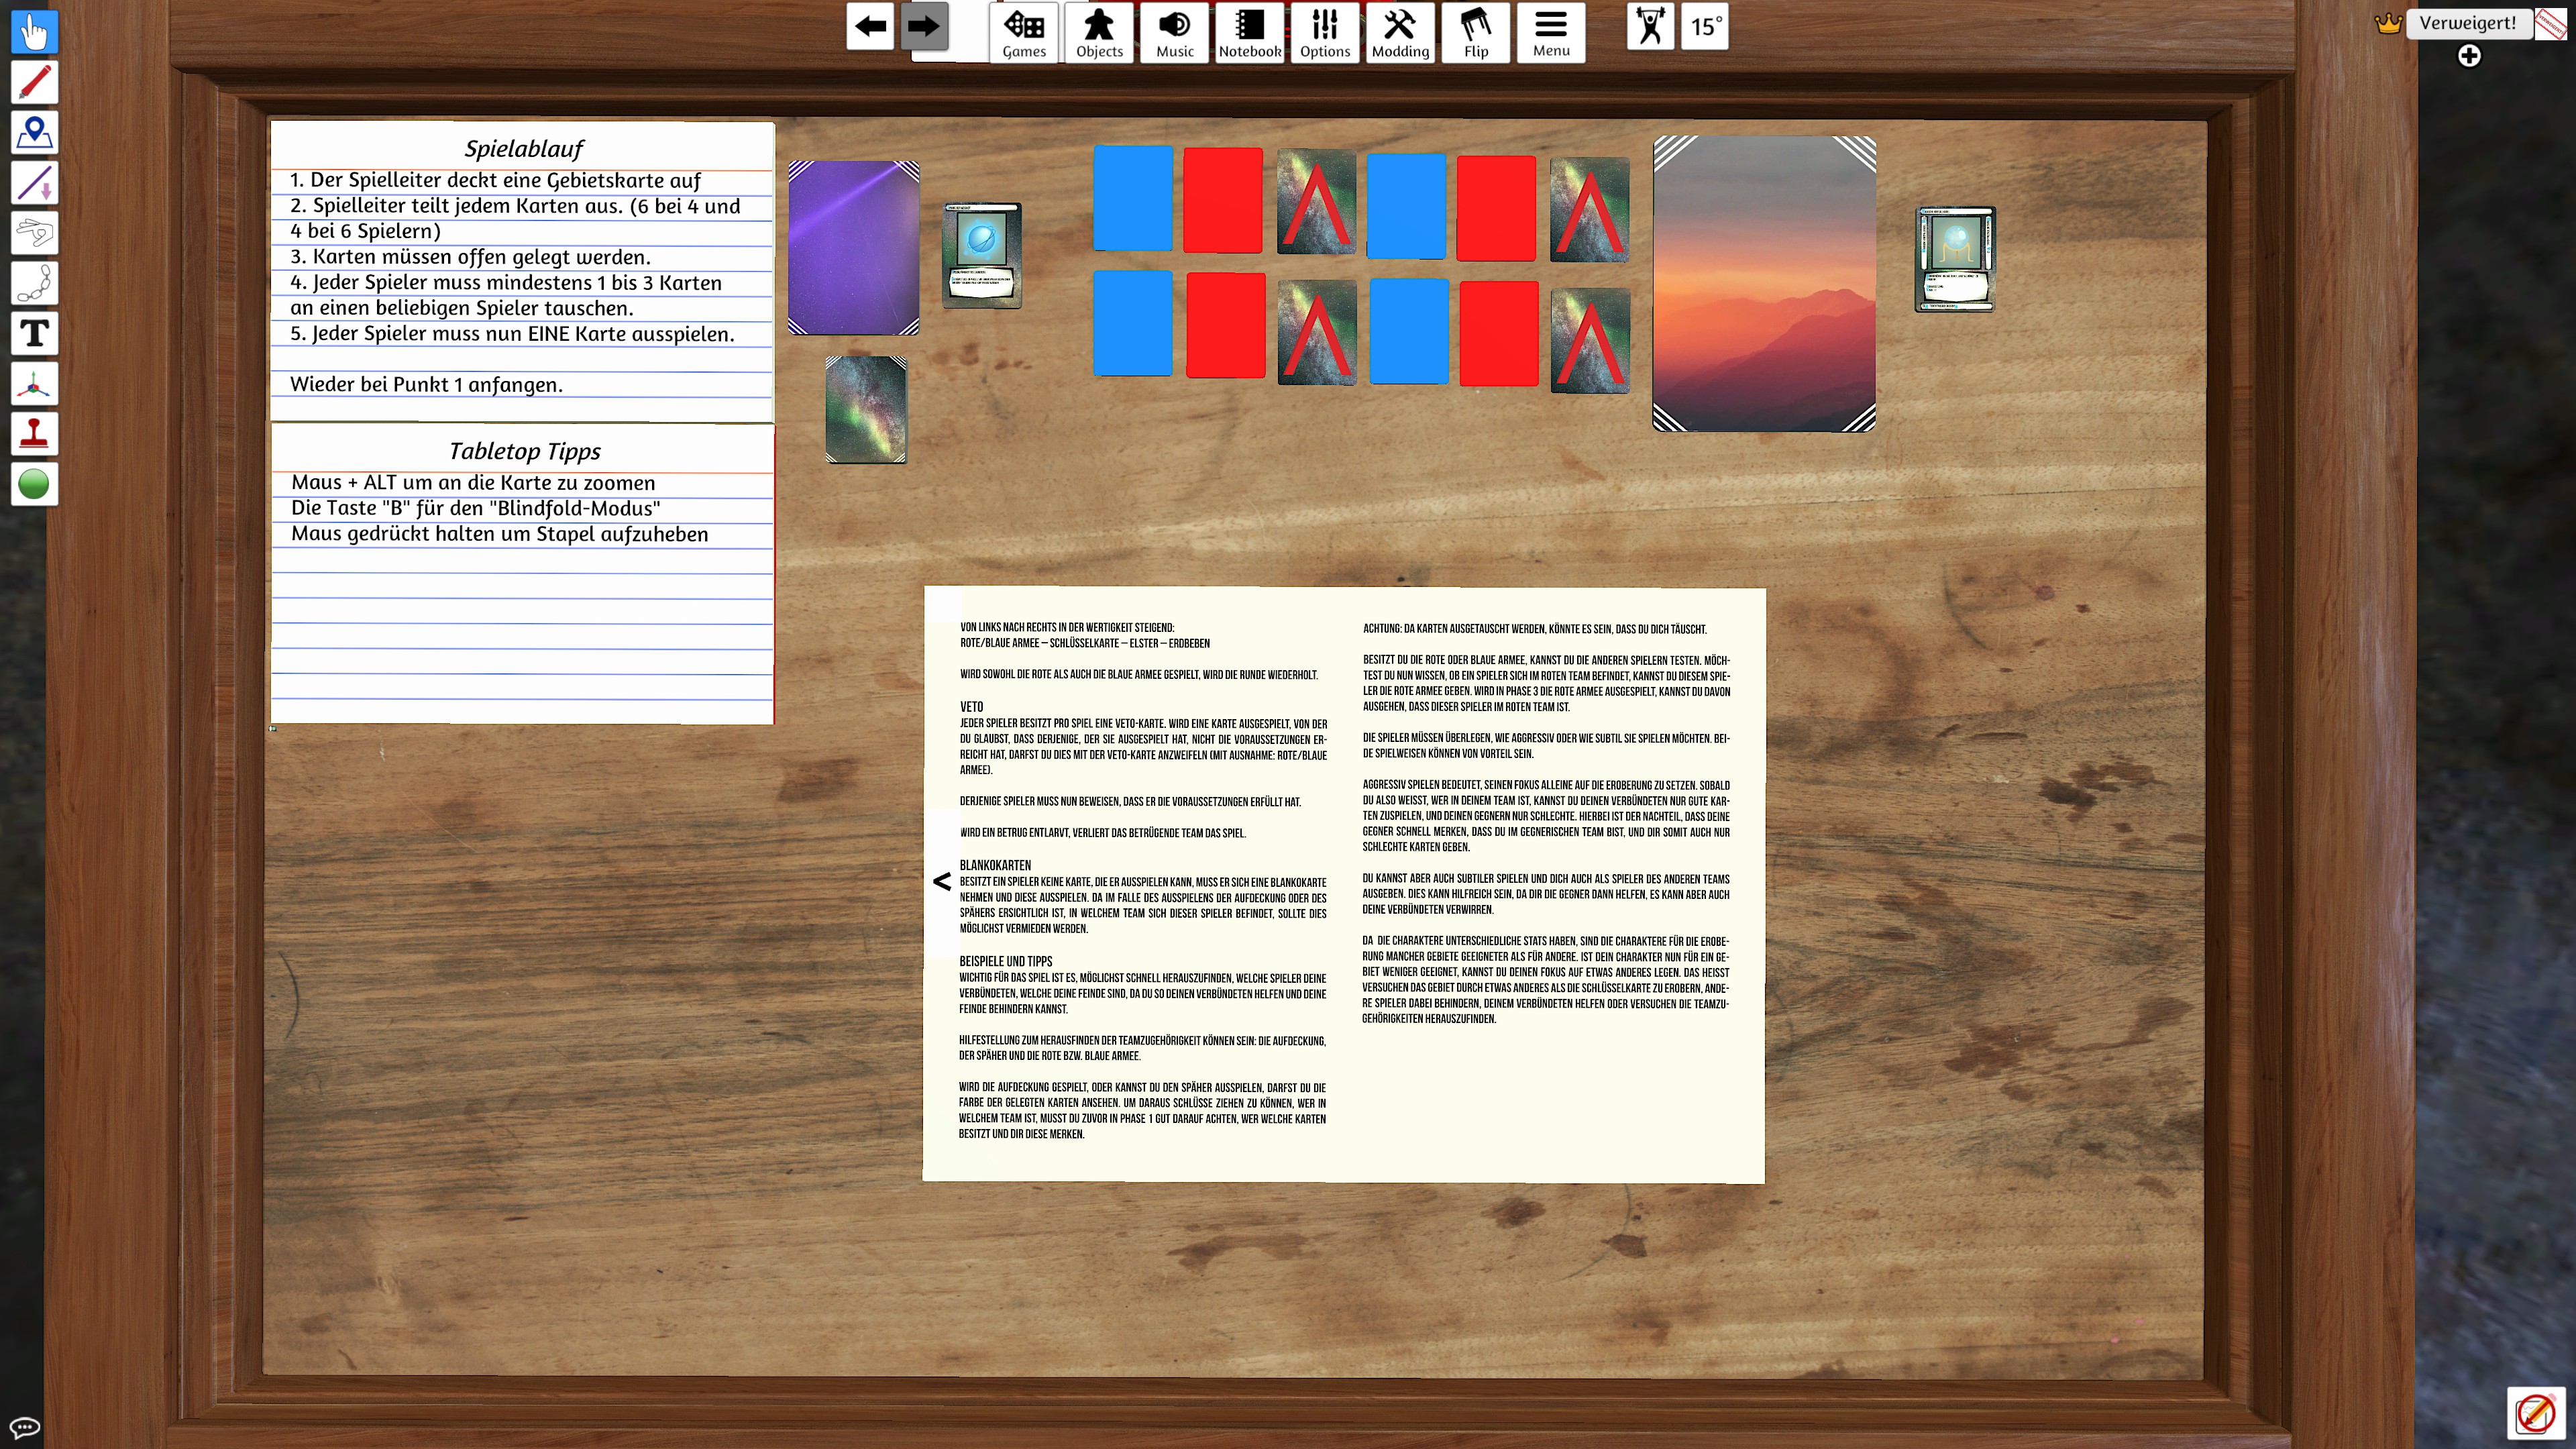 Games
Objects
Music
Notebook
Options
Modding
Flip
Menu
15°
Verweigert!
Spielablauf
1. Der Spielleiter deckt eine Gebietskarte auf
2. Spielleiter teilt jedem Karten aus. (6 bei 4 und
4 bei 6 Spielern)
3. Karten müssen offen gelegt werden.
4. Jeder Spieler muss mindestens 1 bis 3 Karten
an einen beliebigen Spieler tauschen.
5. Jeder Spieler muss nun EINE Karte ausspielen.
Wieder bei Punkt 1 anfangen.
Tabletop Tipps
Maus + ALT um an die Karte zu zoomen
Die Taste "B" für den "Blindfold-Modus"
Maus gedrückt halten um Stapel aufzuheben
VON LINKS NACH RECHTS IN DER WERTIGKEIT STEIGEND:
ROTE/BLAUE ARMEE – SCHLÜSSELKARTE – ELSTER – ERDBEBEN
WIRD SOWOHL DIE ROTE ALS AUCH DIE BLAUE ARMEE GESPIELT, WIRD DIE RUNDE WIEDERHOLT.
VETO
JEDER SPIELER BESITZT PRO SPIEL EINE VETO-KARTE. WIRD EINE KARTE AUSGESPIELT, VON DER
DU GLAUBST, DASS DERJENIGE, DER SIE AUSGESPIELT HAT, NICHT DIE VORAUSSETZUNGEN ER-
REICHT HAT, DARFST DU DIES MIT DER VETO-KARTE ANZWEIFELN (MIT AUSNAHME: ROTE/BLAUE
ARMEE).
DERJENIGE SPIELER MUSS NUN BEWEISEN, DASS ER DIE VORAUSSETZUNGEN ERFÜLLT HAT.
WIRD EIN BETRUG ENTLARVT, VERLIERT DAS BETRÜGENDE TEAM DAS SPIEL.
BLANKOKARTEN
BESITZT EIN SPIELER KEINE KARTE, DIE ER AUSSPIELEN KANN, MUSS ER SICH EINE BLANKOKARTE
NEHMEN UND DIESE AUSSPIELEN. DA IM FALLE DES AUSSPIELENS DER AUFDECKUNG ODER DES
SPÄHERS ERSICHTLICH IST, IN WELCHEM TEAM SICH DIESER SPIELER BEFINDET, SOLLTE DIES
MÖGLICHST VERMIEDEN WERDEN.
BEISPIELE UND TIPPS
WICHTIG FÜR DAS SPIEL IST ES, MÖGLICHST SCHNELL HERAUSZUFINDEN, WELCHE SPIELER DEINE
VERBÜNDETEN, WELCHE DEINE FEINDE SIND, DA DU SO DEINEN VERBÜNDETEN HELFEN UND DEINE
FEINDE BEHINDERN KANNST.
HILFESTELLUNG ZUM HERAUSFINDEN DER TEAMZUGEHÖRIGKEIT KÖNNEN SEIN: DIE AUFDECKUNG,
DER SPÄHER UND DIE ROTE BZW. BLAUE ARMEE.
WIRD DIE AUFDECKUNG GESPIELT, ODER KANNST DU DEN SPÄHER AUSSPIELEN, DARFST DU DIE
FARBE DER GELEGTEN KARTEN ANSEHEN. UM DARAUS SCHLÜSSE ZIEHEN ZU KÖNNEN, WER IN
WELCHEM TEAM IST, MUSST DU ZUVOR IN PHASE 1 GUT DARAUF ACHTEN, WER WELCHE KARTEN
BESITZT UND DIR DIESE MERKEN.
<
ACHTUNG: DA KARTEN AUSGETAUSCHT WERDEN, KÖNNTE ES SEIN, DASS DU DICH TÄUSCHT.
BESITZT DU DIE ROTE ODER BLAUE ARMEE, KANNST DU DIE ANDEREN SPIELERN TESTEN. MÖCH-
TEST DU NUN WISSEN, OB EIN SPIELER SICH IM ROTEN TEAM BEFINDET, KANNST DU DIESEM SPIE-
LER DIE ROTE ARMEE GEBEN. WIRD IN PHASE 3 DIE ROTE ARMEE AUSGESPIELT, KANNST DU DAVON
AUSGEHEN, DASS DIESER SPIELER IM ROTEN TEAM IST.
DIE SPIELER MÜSSEN ÜBERLEGEN, WIE AGGRESSIV ODER WIE SUBTIL SIE SPIELEN MÖCHTEN. BEI-
DE SPIELWEISEN KÖNNEN VON VORTEIL SEIN.
AGGRESSIV SPIELEN BEDEUTET, SEINEN FOKUS ALLEINE AUF DIE EROBERUNG ZU SETZEN. SOBALD
DU ALSO WEISST, WER IN DEINEM TEAM IST, KANNST DU DEINEN VERBÜNDETEN NUR GUTE KAR-
TEN ZUSPIELEN, UND DEINEN GEGNERN NUR SCHLECHTE. HIERBEI IST DER NACHTEIL, DASS DEINE
GEGNER SCHNELL MERKEN, DASS DU IM GEGNERISCHEN TEAM BIST, UND DIR SOMIT AUCH NUR
SCHLECHTE KARTEN GEBEN.
DU KANNST ABER AUCH SUBTILER SPIELEN UND DICH AUCH ALS SPIELER DES ANDEREN TEAMS
AUSGEBEN. DIES KANN HILFREICH SEIN, DA DIR DIE GEGNER DANN HELFEN, ES KANN ABER AUCH
DEINE VERBÜNDETEN VERWIRREN.
DA DIE CHARAKTERE UNTERSCHIEDLICHE STATS HABEN, SIND DIE CHARAKTERE FÜR DIE EROBE-
RUNG MANCHER GEBIETE GEEIGNETER ALS FÜR ANDERE. IST DEIN CHARAKTER NUN FÜR EIN GE-
BIET WENIGER GEEIGNET, KANNST DU DEINEN FOKUS AUF ETWAS ANDERES LEGEN. DAS HEISST
VERSUCHEN DAS GEBIET DURCH ETWAS ANDERES ALS DIE SCHLÜSSELKARTE ZU EROBERN, ANDE-
RE SPIELER DABEI BEHINDERN, DEINEM VERBÜNDETEN HELFEN ODER VERSUCHEN DIE TEAMZU-
GEHÖRIGKEITEN HERAUSZUFINDEN.